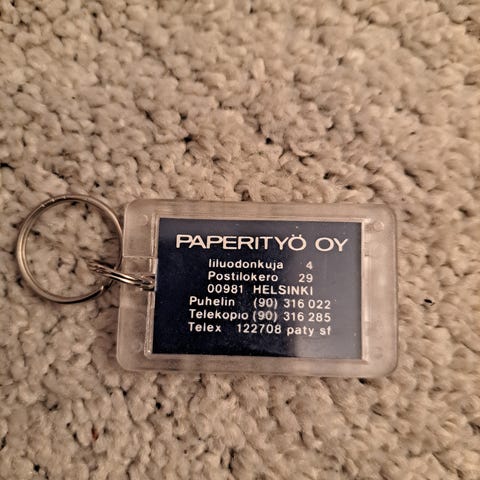 PAPERITYÖ OY
Iiluodonkuja 4
Postilokero 29
00981 HELSINKI
Puhelin (90) 316 022
Telekopio (90) 316 285
Telex 122708 paty sf